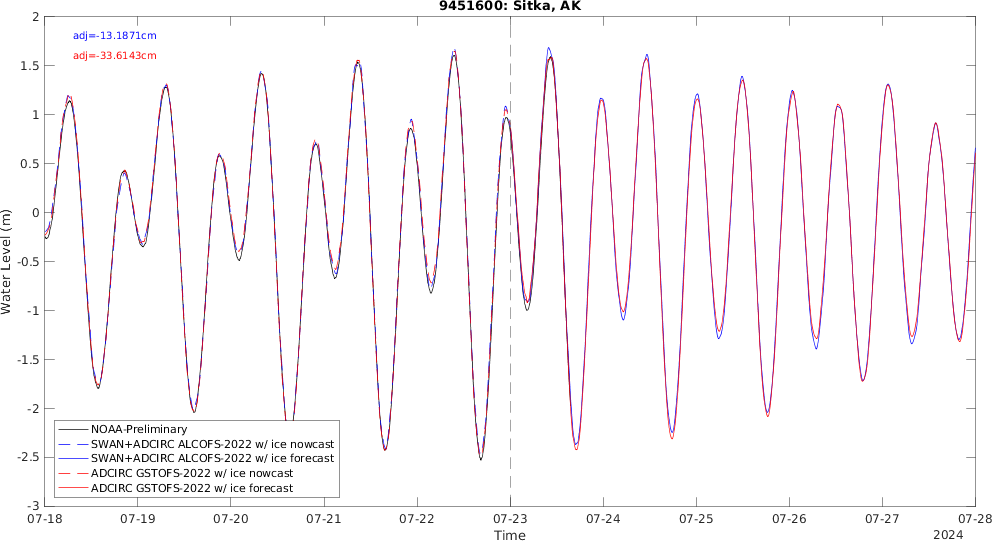 9451600: Sitka, AK
adj=-13.1871cm
adj=-33.6143cm
Water Level (m)
2
1.5
1
0.5
0
-0.5
-1
-1.5
-2
-2.5
-3
NOAA-Preliminary
SWAN+ADCIRC ALCOFS-2022 w/ ice nowcast
SWAN+ADCIRC ALCOFS-2022 w/ ice forecast
ADCIRC GSTOFS-2022 w/ ice nowcast
ADCIRC GSTOFS-2022 w/ ice forecast
07-18 07-19 07-20 07-21 07-22 07-23 07-24 07-25 07-26 07-27 07-28
Time
2024